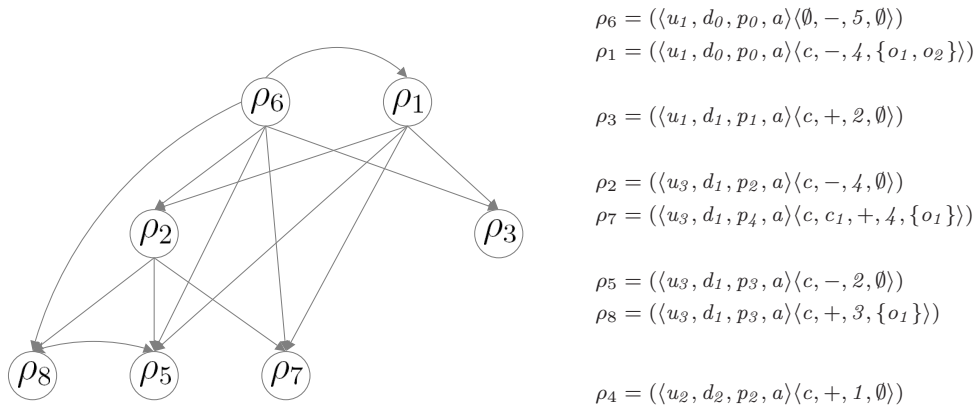 ρ6 = (⟨u1, d0, p0, a⟩⟨∅, −, 5, ∅⟩)
ρ1 = (⟨u1, d0, p0, a⟩⟨c, −, 4, {o1, o2}⟩)
ρ6 ρ1
ρ3 = (⟨u1, d1, p1, a⟩⟨c, +, 2, ∅⟩)
ρ2 = (⟨u3, d1, p2, a⟩⟨c, −, 4, ∅⟩)
ρ7 = (⟨u3, d1, p4, a⟩⟨c, c1, +, 4, {o1}⟩)
ρ2 ρ3
ρ5 = (⟨u3, d1, p3, a⟩⟨c, −, 2, ∅⟩)
ρ8 = (⟨u3, d1, p3, a⟩⟨c, +, 3, {o1}⟩)
ρ8 ρ5 ρ7
ρ4 = (⟨u2, d2, p2, a⟩⟨c, +, 1, ∅⟩)